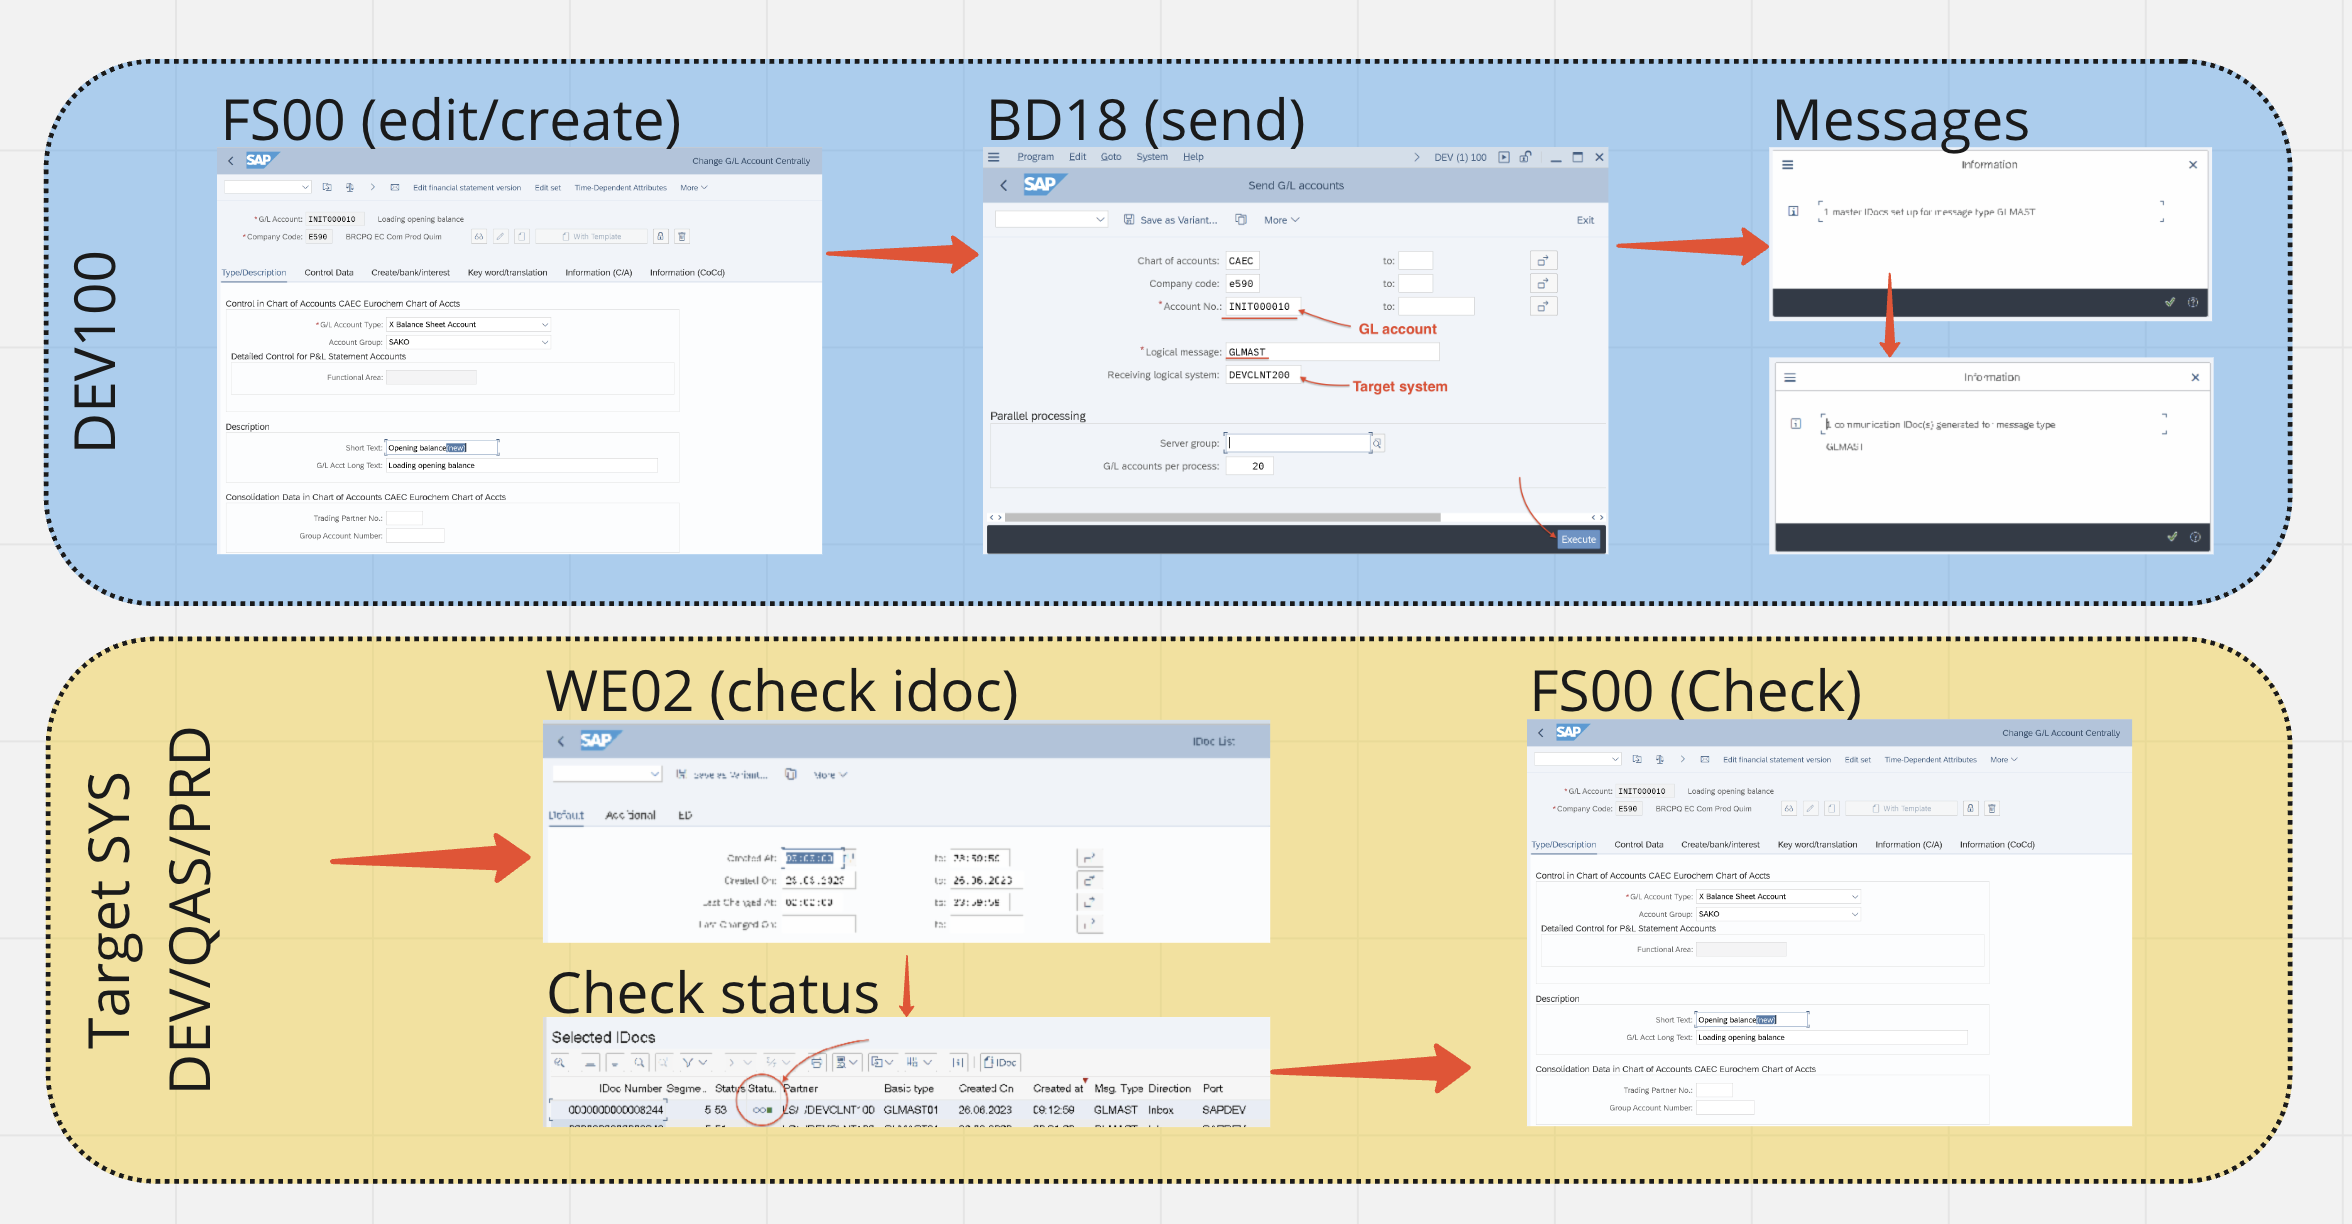 DEV100
FS00 (edit/create)
SAP
Change G/L Account Centrally
Edit financial statement version Edit set Time-Dependent Attributes More
* G/L Account: INIT000010 Loading opening balance
* Company Code: E590 BRCPQ EC Com Prod Quim With Template
Type/Description Control Data Create/bank/interest Key word/translation Information (C/A) Information (CoCd)
Control in Chart of Accounts CAEC Eurochem Chart of Accts
* G/L Account Type: X Balance Sheet Account
Account Group: SAKO
Detailed Control for P&L Statement Accounts
Functional Area:
Description
Short Text: Opening balance(new)
G/L Acct Long Text: Loading opening balance
Consolidation Data in Chart of Accounts CAEC Eurochem Chart of Accts
Trading Partner No.:
Group Account Number:
BD18 (send)
Program Edit Goto System Help DEV (1) 100
SAP
Send G/L accounts
Save as Variant... More Exit
Chart of accounts: CAEC to:
Company code: e590 to:
* Account No.: INIT000010 to:
GL account
* Logical message: GLMAST
Receiving logical system: DEVCLNT200
Target system
Parallel processing
Server group:
G/L accounts per process: 20
Execute
Messages
Information
1 master IDocs set up for message type GLMAST
Information
1 communication IDoc(s) generated for message type
GLMAST
Target SYS
DEV/QAS/PRD
WE02 (check idoc)
SAP
IDoc List
Save as Variant... More
Default Additional ED
Created At: 00:00:00 to: 23:59:59
Created On: 26.06.2023 to: 26.06.2023
Last Changed At: 00:00:00 to: 23:59:59
Last Changed On: to:
Check status
Selected IDocs
IDoc
IDoc Number Segme.. Status Statu.. Partner Basic type Created On Created at Msg. Type Direction Port
0000000000008244 5 53 LS/ /DEVCLNT100 GLMAST01 26.06.2023 09:12:59 GLMAST Inbox SAPDEV
FS00 (Check)
SAP
Change G/L Account Centrally
Edit financial statement version Edit set Time-Dependent Attributes More
* G/L Account: INIT000010 Loading opening balance
* Company Code: E590 BRCPQ EC Com Prod Quim With Template
Type/Description Control Data Create/bank/interest Key word/translation Information (C/A) Information (CoCd)
Control in Chart of Accounts CAEC Eurochem Chart of Accts
* G/L Account Type: X Balance Sheet Account
Account Group: SAKO
Detailed Control for P&L Statement Accounts
Functional Area:
Description
Short Text: Opening balance(new)
G/L Acct Long Text: Loading opening balance
Consolidation Data in Chart of Accounts CAEC Eurochem Chart of Accts
Trading Partner No.:
Group Account Number: